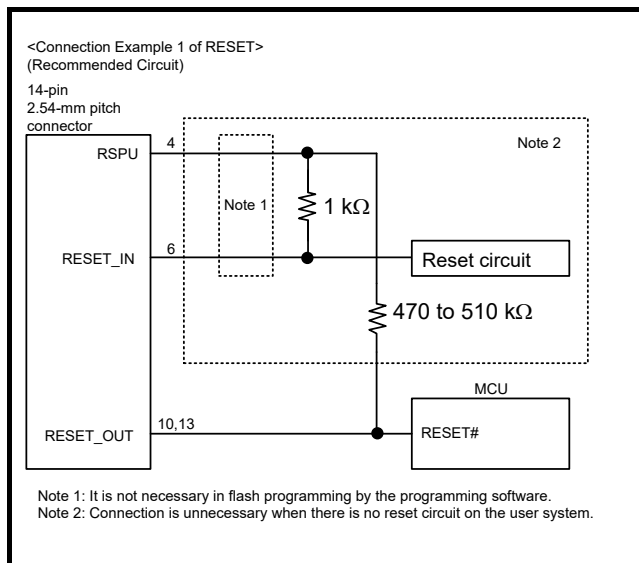 <Connection Example 1 of RESET>
(Recommended Circuit)
14-pin
2.54-mm pitch
connector
RSPU
4
Note 2
Note 1
1 kΩ
RESET_IN
6
Reset circuit
470 to 510 kΩ
MCU
RESET_OUT
10,13
RESET#
Note 1: It is not necessary in flash programming by the programming software.
Note 2: Connection is unnecessary when there is no reset circuit on the user system.